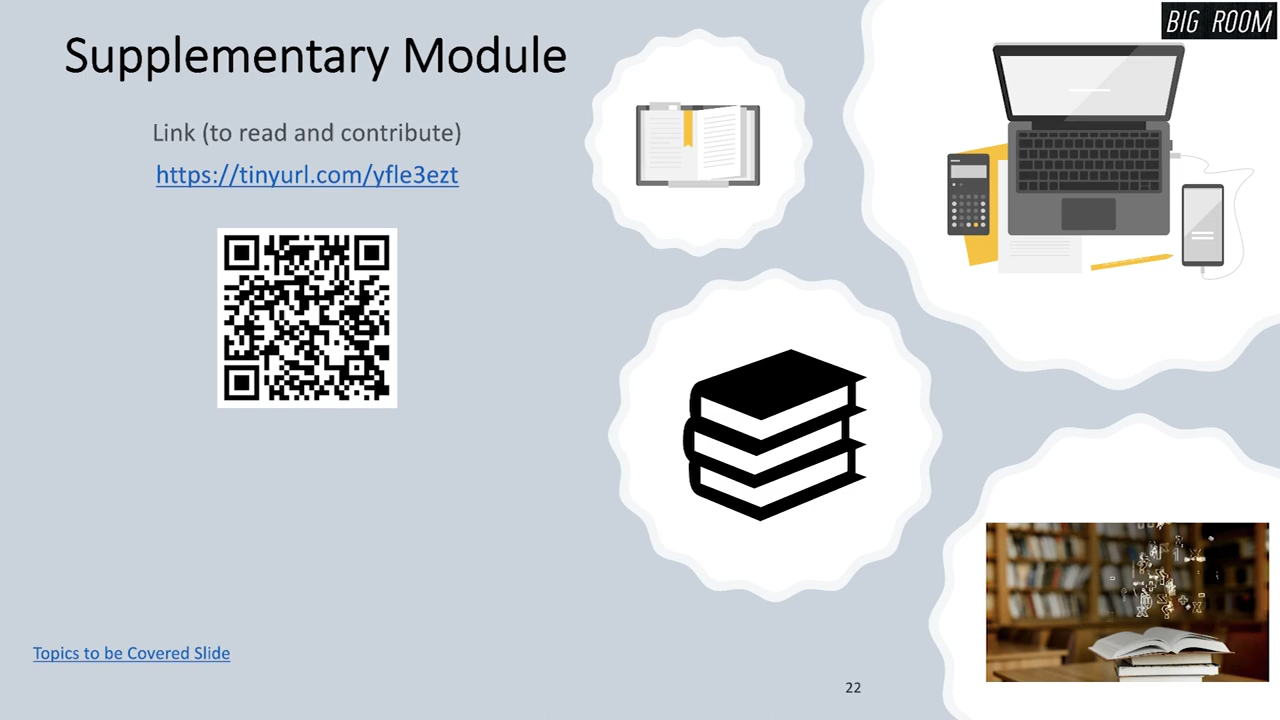 BIG ROOM
Supplementary Module
Link (to read and contribute)
https://tinyurl.com/yfle3ezt
Topics to be Covered Slide
22